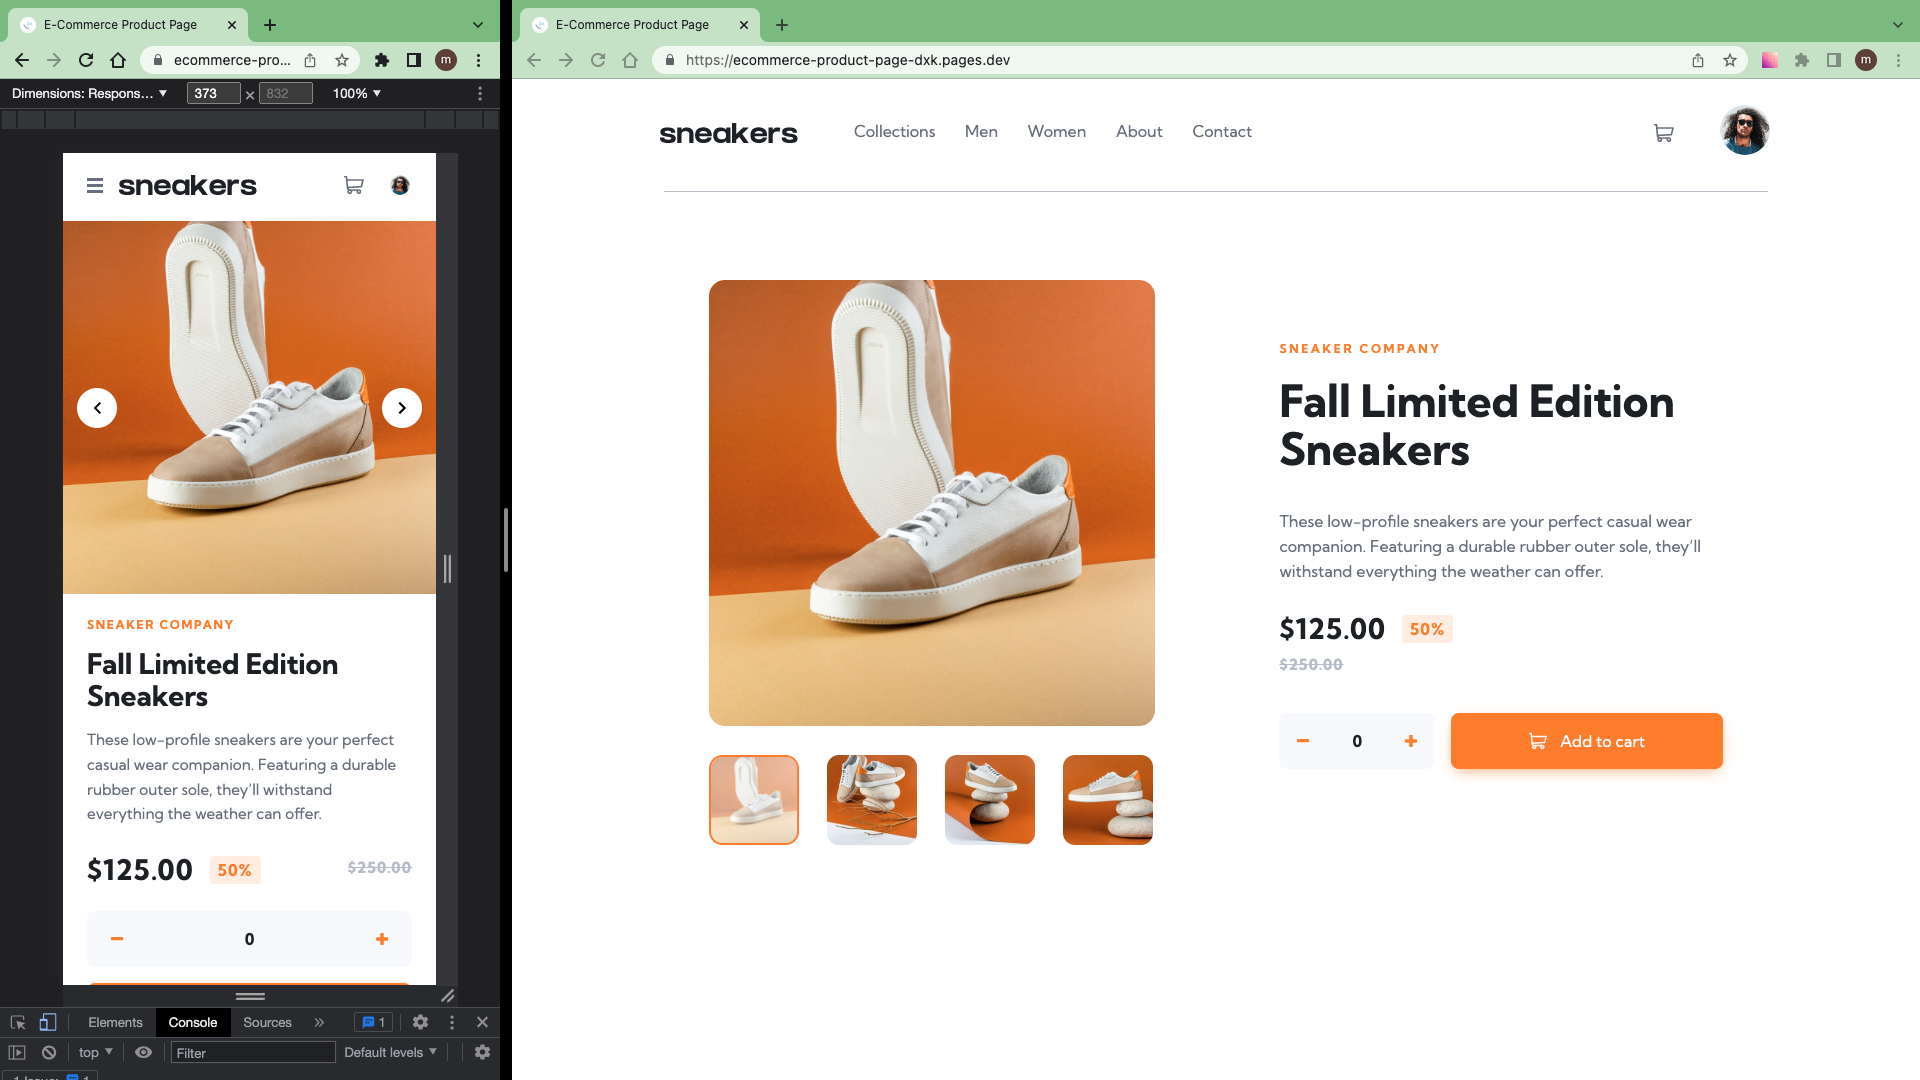 E-Commerce Product Page
ecommerce-pro...
m
Dimensions: Respons...
373
×
832
100%
sneakers
SNEAKER COMPANY
Fall Limited Edition
Sneakers
These low-profile sneakers are your perfect
casual wear companion. Featuring a durable
rubber outer sole, they’ll withstand
everything the weather can offer.
$125.00 50% $250.00
0
Elements Console Sources 1
top Filter Default levels
1 Issue: 1
E-Commerce Product Page
https://ecommerce-product-page-dxk.pages.dev
m
sneakers Collections Men Women About Contact
SNEAKER COMPANY
Fall Limited Edition
Sneakers
These low-profile sneakers are your perfect casual wear
companion. Featuring a durable rubber outer sole, they’ll
withstand everything the weather can offer.
$125.00 50%
$250.00
0 Add to cart